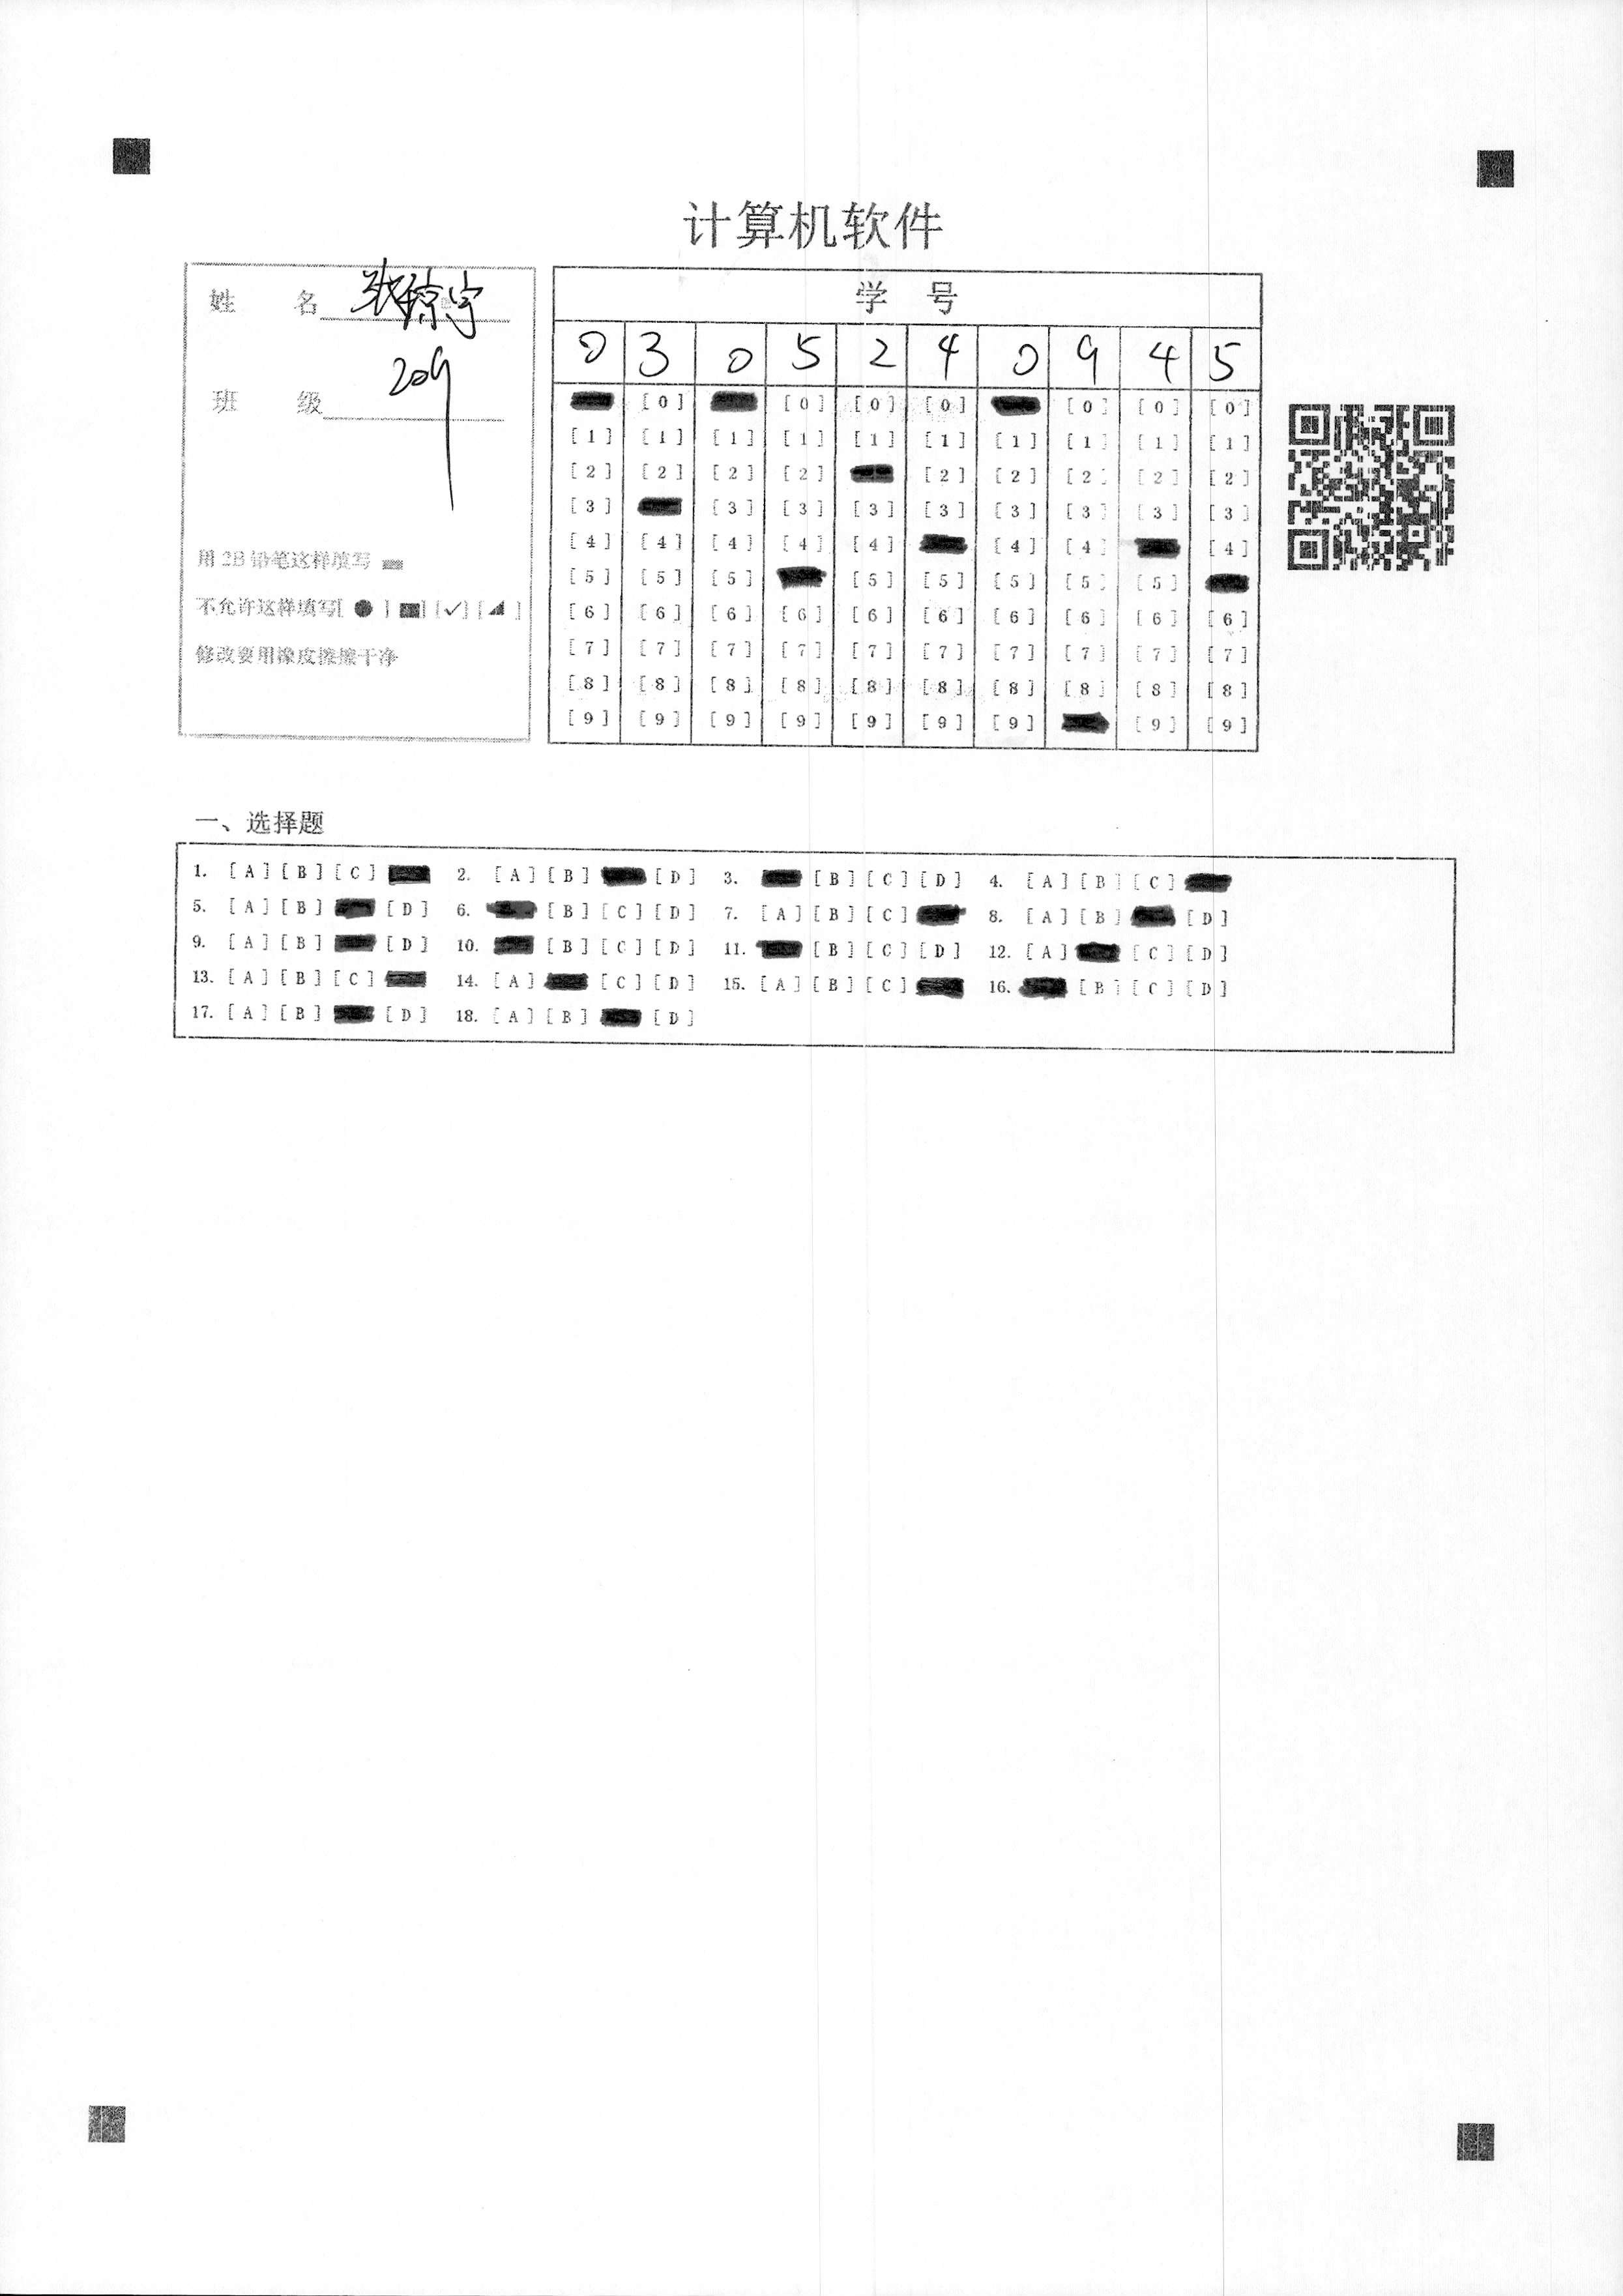 计算机软件
姓 名 张琼宇
班 级 209
用2B铅笔这样填写
不允许这样填写[ ● ] [■] [✓] [◢ ]
修改要用橡皮擦擦干净
学 号
0 3 0 5 2 4 0 9 4 5
[0] [0] [0] [0] [0] [0] [0]
[1] [1] [1] [1] [1] [1] [1] [1] [1] [1]
[2] [2] [2] [2] [2] [2] [2] [2] [2]
[3] [3] [3] [3] [3] [3] [3] [3] [3]
[4] [4] [4] [4] [4] [4] [4] [4]
[5] [5] [5] [5] [5] [5] [5] [5]
[6] [6] [6] [6] [6] [6] [6] [6] [6] [6]
[7] [7] [7] [7] [7] [7] [7] [7] [7] [7]
[8] [8] [8] [8] [8] [8] [8] [8] [8] [8]
[9] [9] [9] [9] [9] [9] [9] [9] [9]
一、选择题
1. [A] [B] [C] 2. [A] [B] [D] 3. [B] [C] [D] 4. [A] [B] [C]
5. [A] [B] [D] 6. [B] [C] [D] 7. [A] [B] [C] 8. [A] [B] [D]
9. [A] [B] [D] 10. [B] [C] [D] 11. [B] [C] [D] 12. [A] [C] [D]
13. [A] [B] [C] 14. [A] [C] [D] 15. [A] [B] [C] 16. [B] [C] [D]
17. [A] [B] [D] 18. [A] [B] [D]